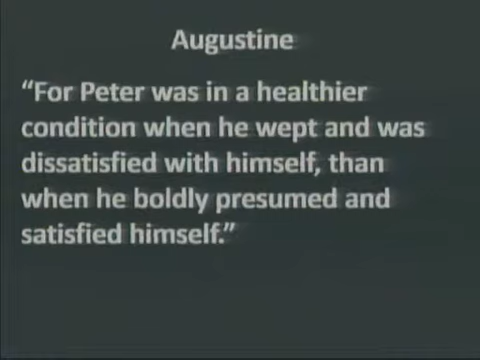 Augustine
“For Peter was in a healthier
condition when he wept and was
dissatisfied with himself, than
when he boldly presumed and
satisfied himself.”